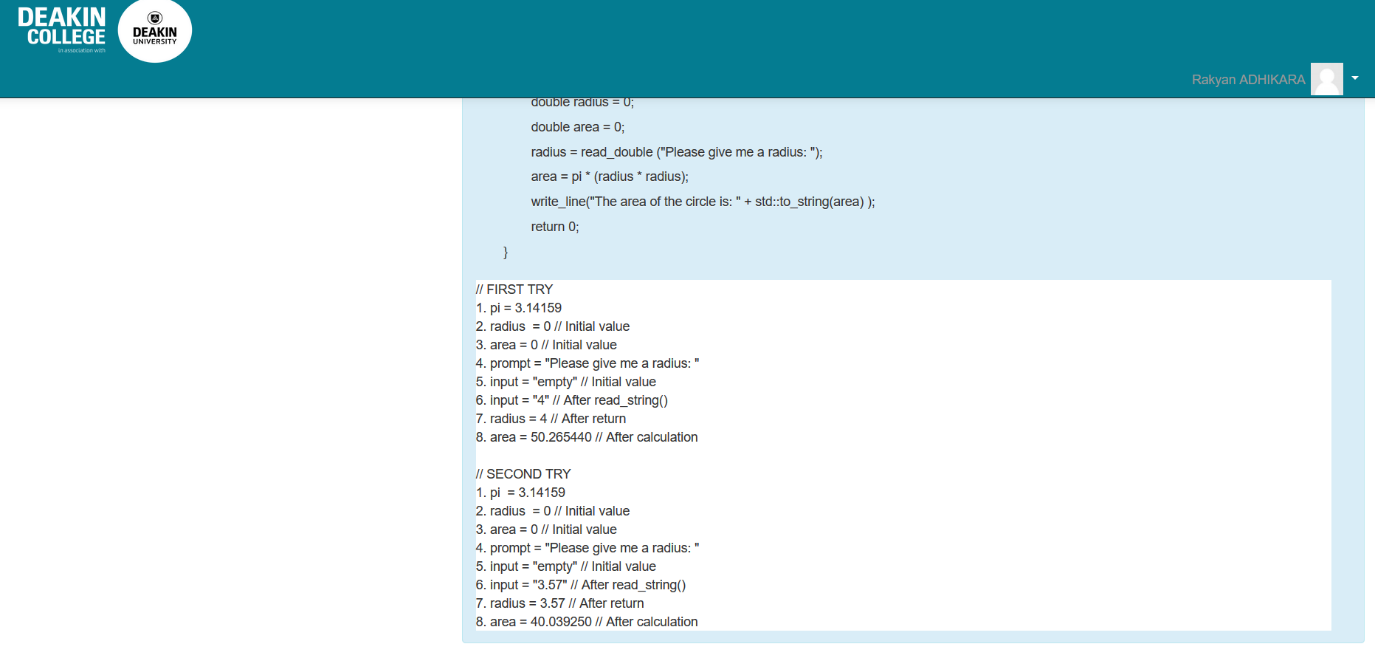 DEAKIN
COLLEGE
in association with
DEAKIN
UNIVERSITY
Rakyan ADHIKARA
double radius = 0;
double area = 0;
radius = read_double ("Please give me a radius: ");
area = pi * (radius * radius);
write_line("The area of the circle is: " + std::to_string(area) );
return 0;
}
// FIRST TRY
1. pi = 3.14159
2. radius  = 0 // Initial value
3. area = 0 // Initial value
4. prompt = "Please give me a radius: "
5. input = "empty" // Initial value
6. input = "4" // After read_string()
7. radius = 4 // After return
8. area = 50.265440 // After calculation
// SECOND TRY
1. pi  = 3.14159
2. radius  = 0 // Initial value
3. area = 0 // Initial value
4. prompt = "Please give me a radius: "
5. input = "empty" // Initial value
6. input = "3.57" // After read_string()
7. radius = 3.57 // After return
8. area = 40.039250 // After calculation